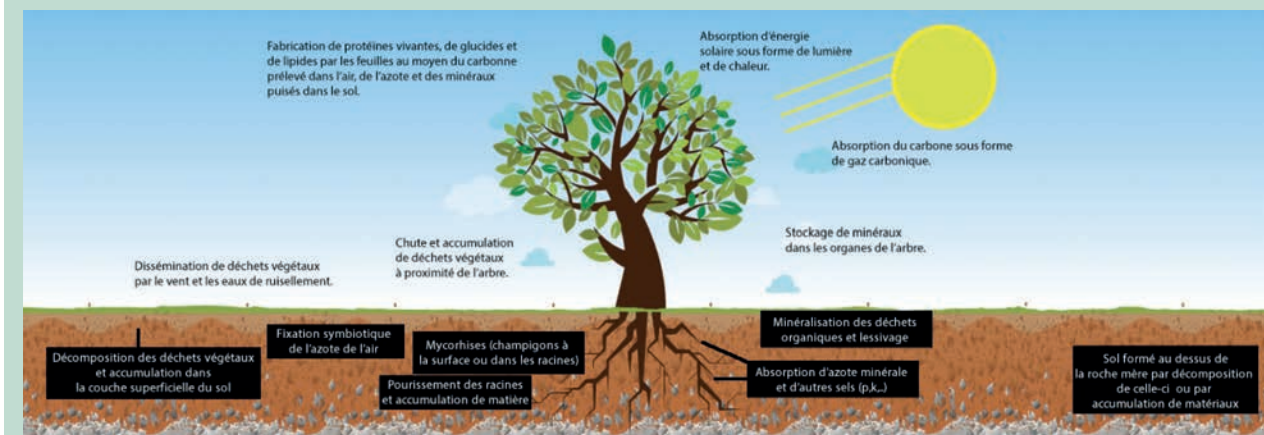 Fabrication de protéines vivantes, de glucides et
de lipides par les feuilles au moyen du carbonne
prélevé dans l'air, de l'azote et des minéraux
puisés dans le sol.
Absorption d'énergie
solaire sous forme de lumière
et de chaleur.
Absorption du carbone sous forme
de gaz carbonique.
Chute et accumulation
de déchets végétaux
à proximité de l'arbre.
Stockage de minéraux
dans les organes de l'arbre.
Dissémination de déchets végétaux
par le vent et les eaux de ruisellement.
Décomposition des déchets végétaux
et accumulation dans
la couche superficielle du sol
Fixation symbiotique
de l'azote de l'air
Mycorhises (champigons à
la surface ou dans les racines)
Pourissement des racines
et accumulation de matière
Minéralisation des déchets
organiques et lessivage
Absorption d'azote minérale
et d'autres sels (p,k,..)
Sol formé au dessus de
la roche mère par décomposition
de celle-ci ou par
accumulation de matériaux